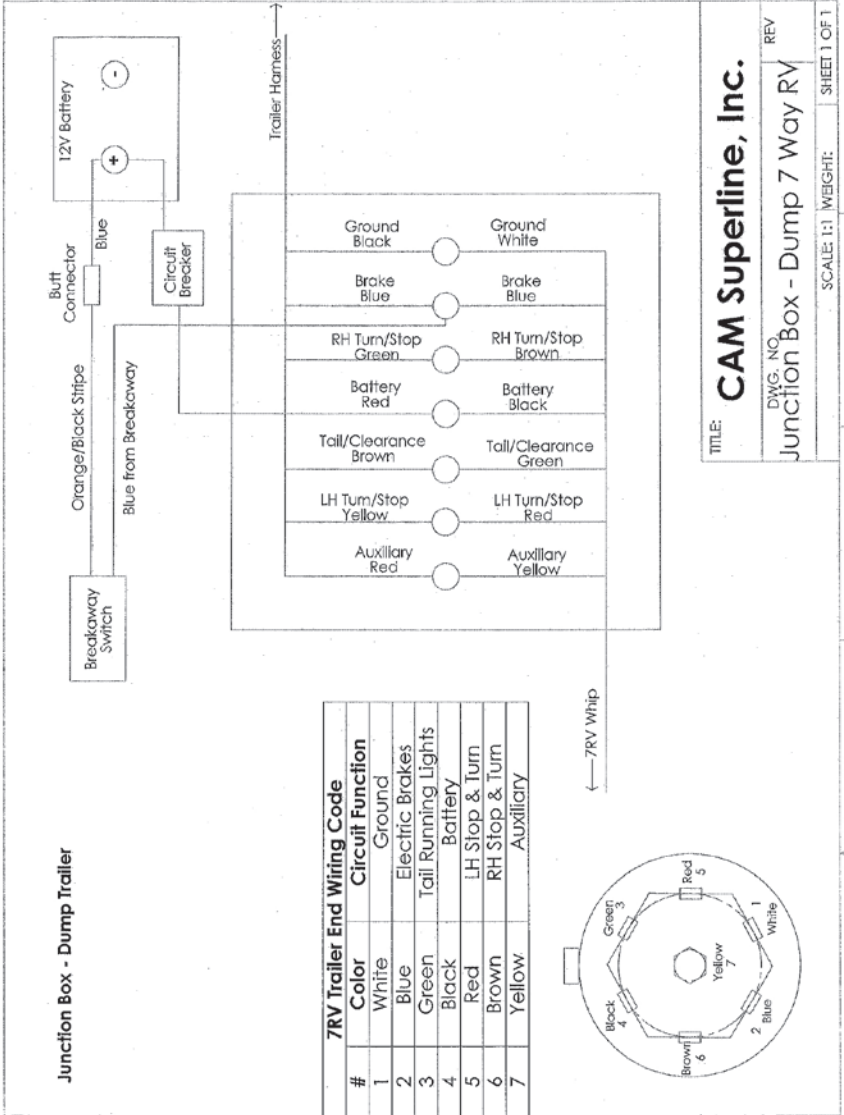 Junction Box - Dump Trailer
Breakaway
Switch
Orange/Black Stripe
Blue from Breakaway
Butt
Connector
Blue
Circuit
Breaker
12V Battery
+
-
Trailer Harness
Auxiliary
Red
LH Turn/Stop
Yellow
Tail/Clearance
Brown
Battery
Red
RH Turn/Stop
Green
Brake
Blue
Ground
Black
Auxiliary
Yellow
LH Turn/Stop
Red
Tail/Clearance
Green
Battery
Black
RH Turn/Stop
Brown
Brake
Blue
Ground
White
7RV Whip
7RV Trailer End Wiring Code
# Color Circuit Function
1 White Ground
2 Blue Electric Brakes
3 Green Tail Running Lights
4 Black Battery
5 Red LH Stop & Turn
6 Brown RH Stop & Turn
7 Yellow Auxiliary
Black
4
Green
3
Red
5
1
White
2
Blue
Brown
6
Yellow
7
TITLE:
CAM Superline, Inc.
DWG. NO.
Junction Box - Dump 7 Way RV
REV
SCALE: 1:1 WEIGHT: SHEET 1 OF 1